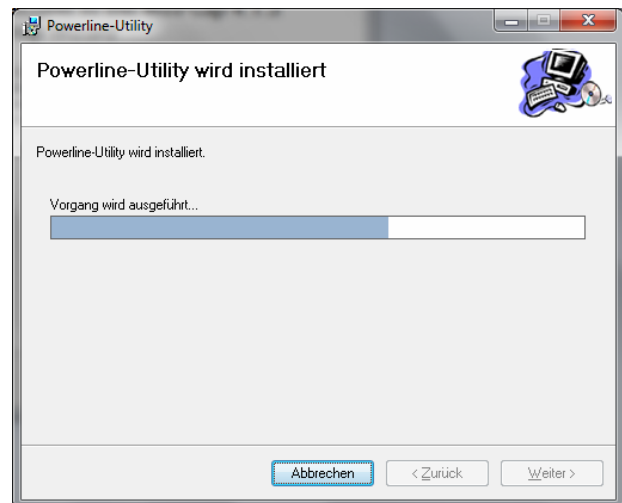 Powerline-Utility
Powerline-Utility wird installiert
Powerline-Utility wird installiert.
Vorgang wird ausgeführt...
Abbrechen
< Zurück
Weiter >